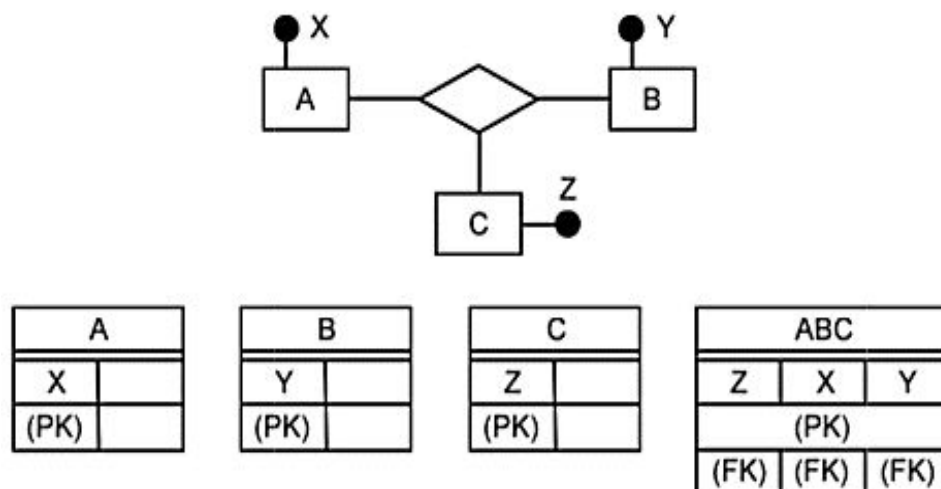 X Y
A B
Z
C
A B C ABC
X Y Z Z X Y
(PK) (PK) (PK) (PK)
(FK) (FK) (FK)